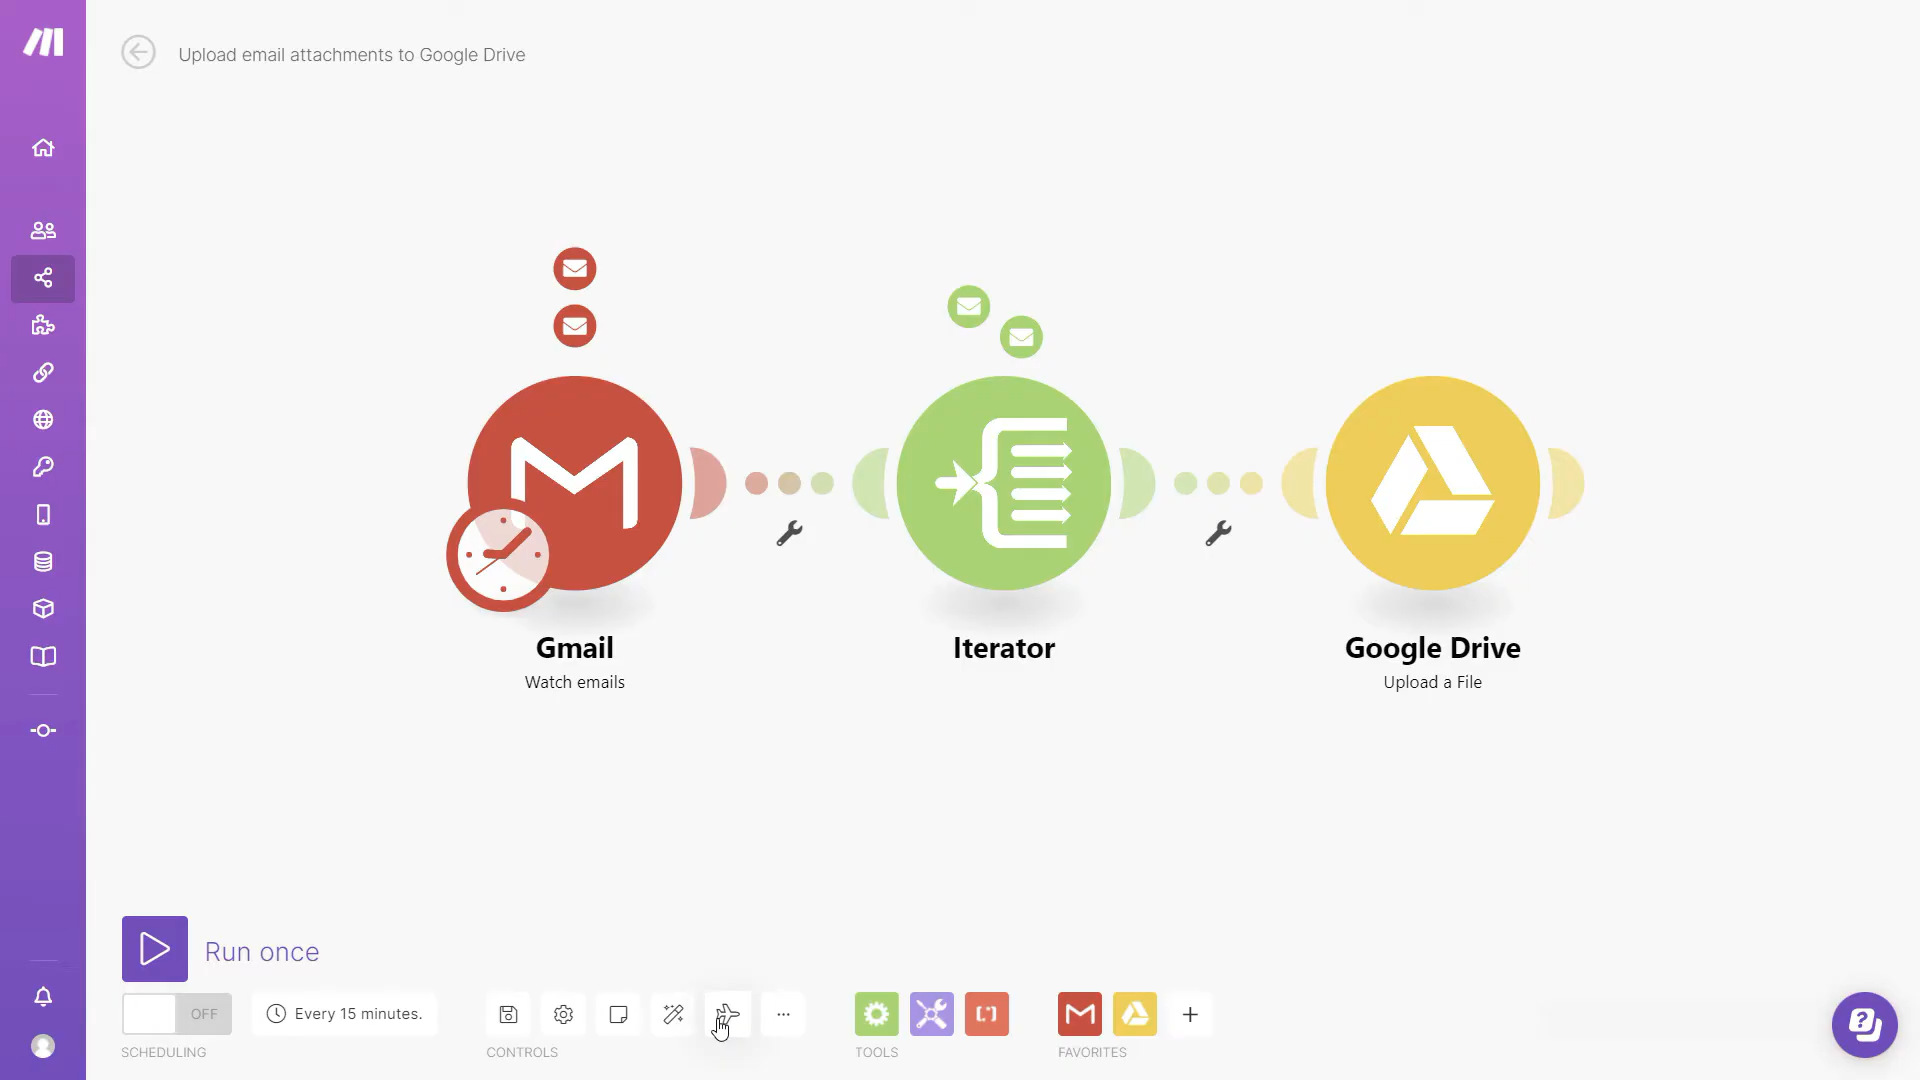 Upload email attachments to Google Drive
Gmail
Watch emails
Iterator
Google Drive
Upload a File
Run once
OFF
Every 15 minutes.
SCHEDULING
CONTROLS
TOOLS
FAVORITES